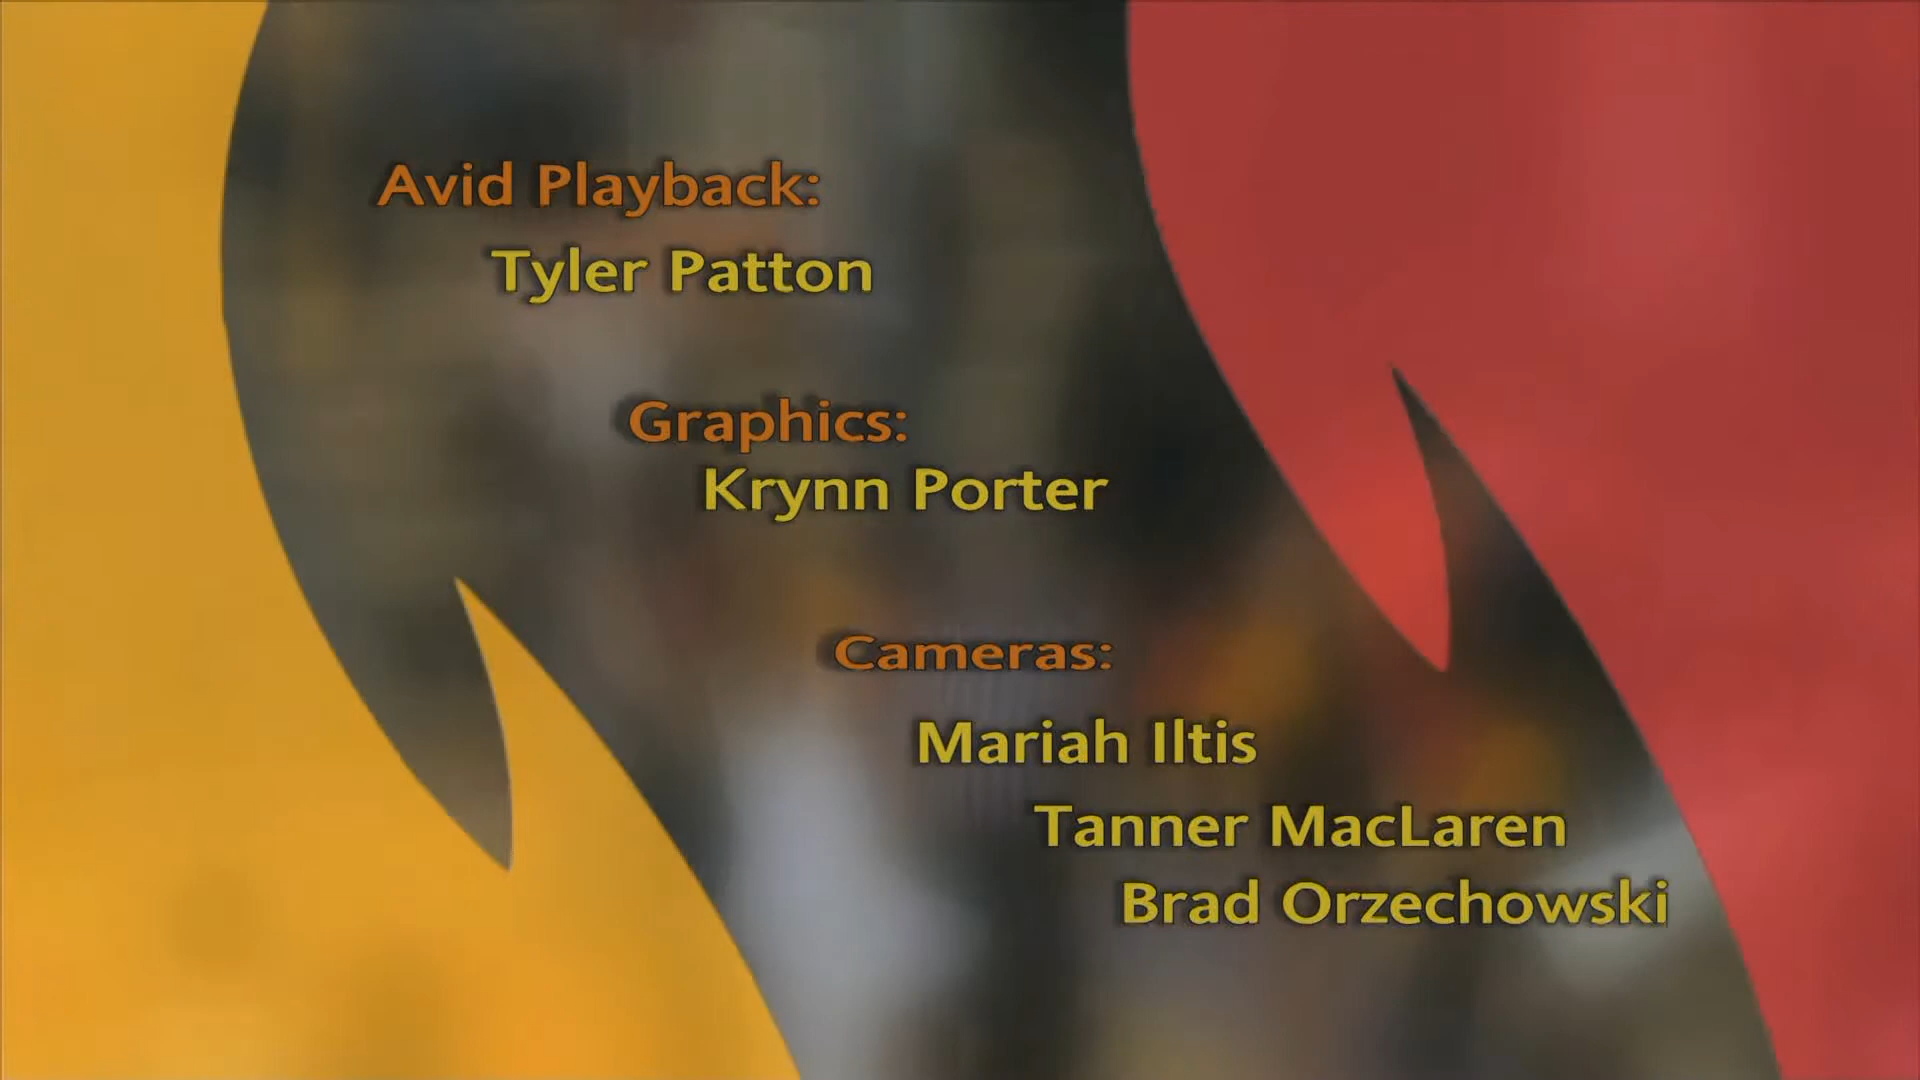 Avid Playback:
Tyler Patton
Graphics:
Krynn Porter
Cameras:
Mariah Iltis
Tanner MacLaren
Brad Orzechowski